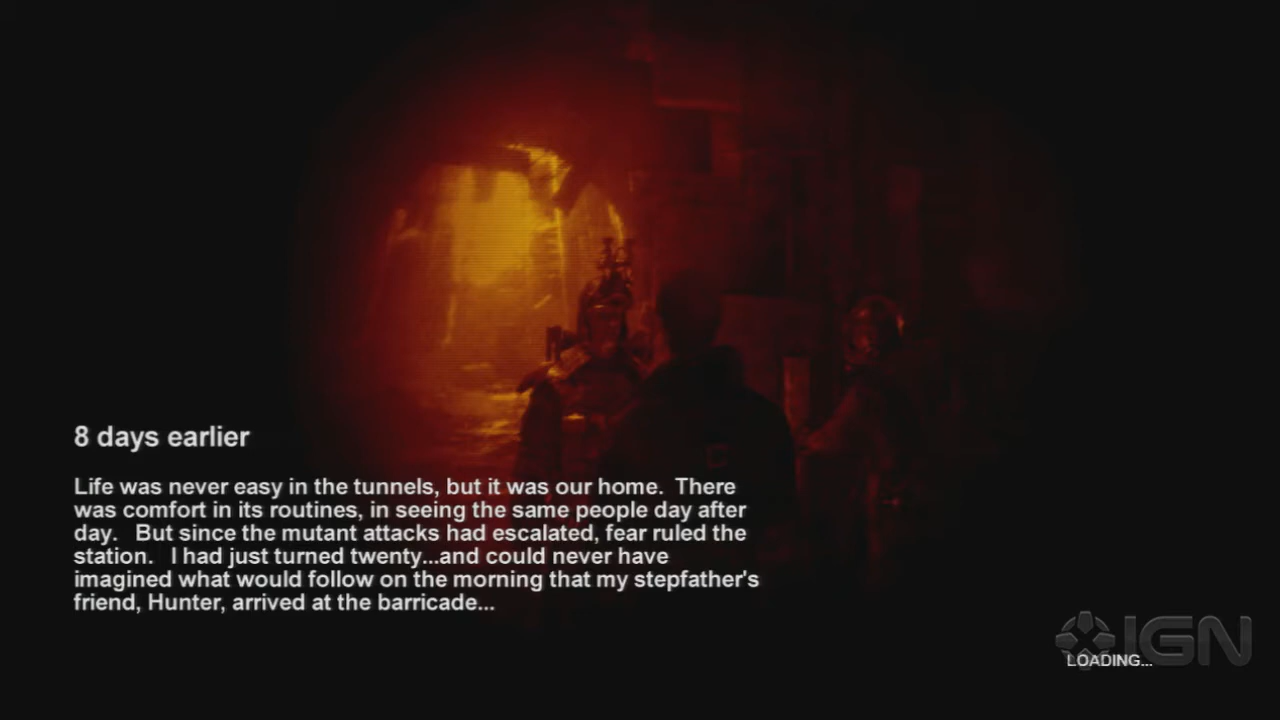 8 days earlier
Life was never easy in the tunnels, but it was our home.  There
was comfort in its routines, in seeing the same people day after
day.   But since the mutant attacks had escalated, fear ruled the
station.   I had just turned twenty...and could never have
imagined what would follow on the morning that my stepfather's
friend, Hunter, arrived at the barricade...
IGN
LOADING...